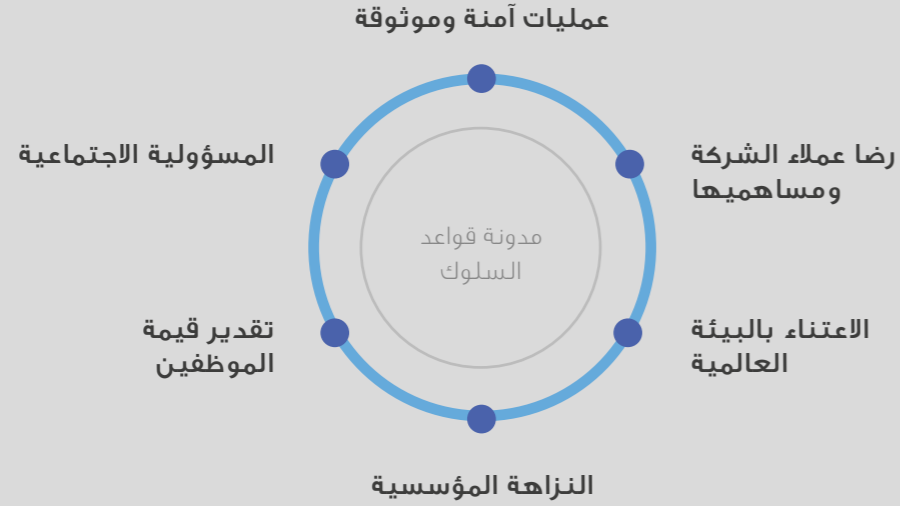 عمليات آمنة وموثوقة
رضا عملاء الشركة
ومساهميها
المسؤولية الاجتماعية
مدونة قواعد
السلوك
الاعتناء بالبيئة
العالمية
تقدير قيمة
الموظفين
النزاهة المؤسسية